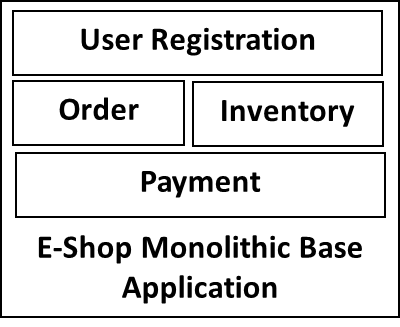 User Registration
Order
Inventory
Payment
E-Shop Monolithic Base
Application